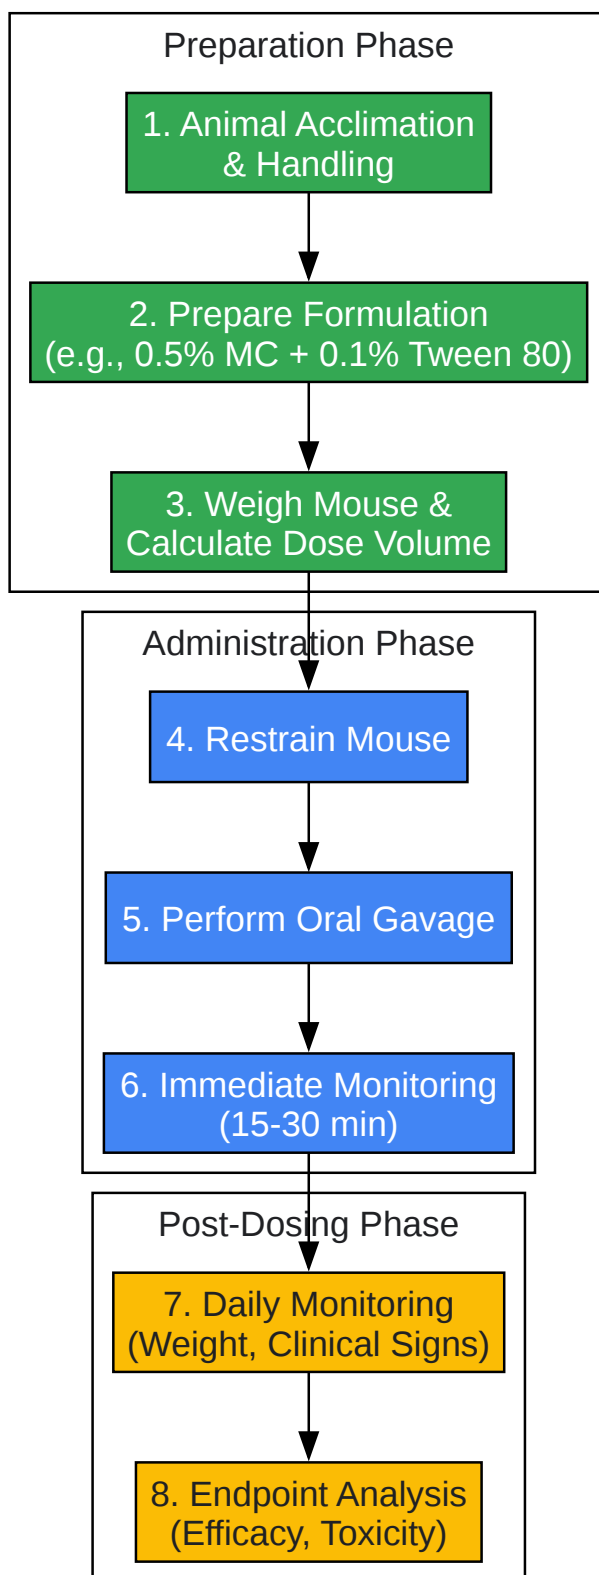 Preparation Phase
1. Animal Acclimation
& Handling
2. Prepare Formulation
(e.g., 0.5% MC + 0.1% Tween 80)
3. Weigh Mouse &
Calculate Dose Volume
Administration Phase
4. Restrain Mouse
5. Perform Oral Gavage
6. Immediate Monitoring
(15-30 min)
Post-Dosing Phase
7. Daily Monitoring
(Weight, Clinical Signs)
8. Endpoint Analysis
(Efficacy, Toxicity)